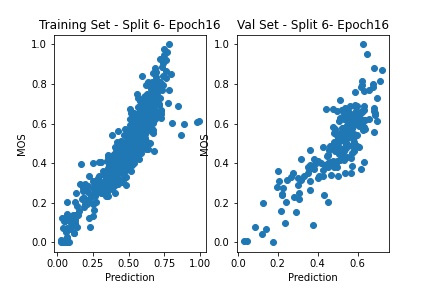 Training Set - Split 6- Epoch16
Val Set - Split 6- Epoch16
MOS
1.0
0.8
0.6
0.4
0.2
0.0
0.00 0.25 0.50 0.75 1.00
Prediction
MOS
1.0
0.8
0.6
0.4
0.2
0.0
0.0 0.2 0.4 0.6
Prediction